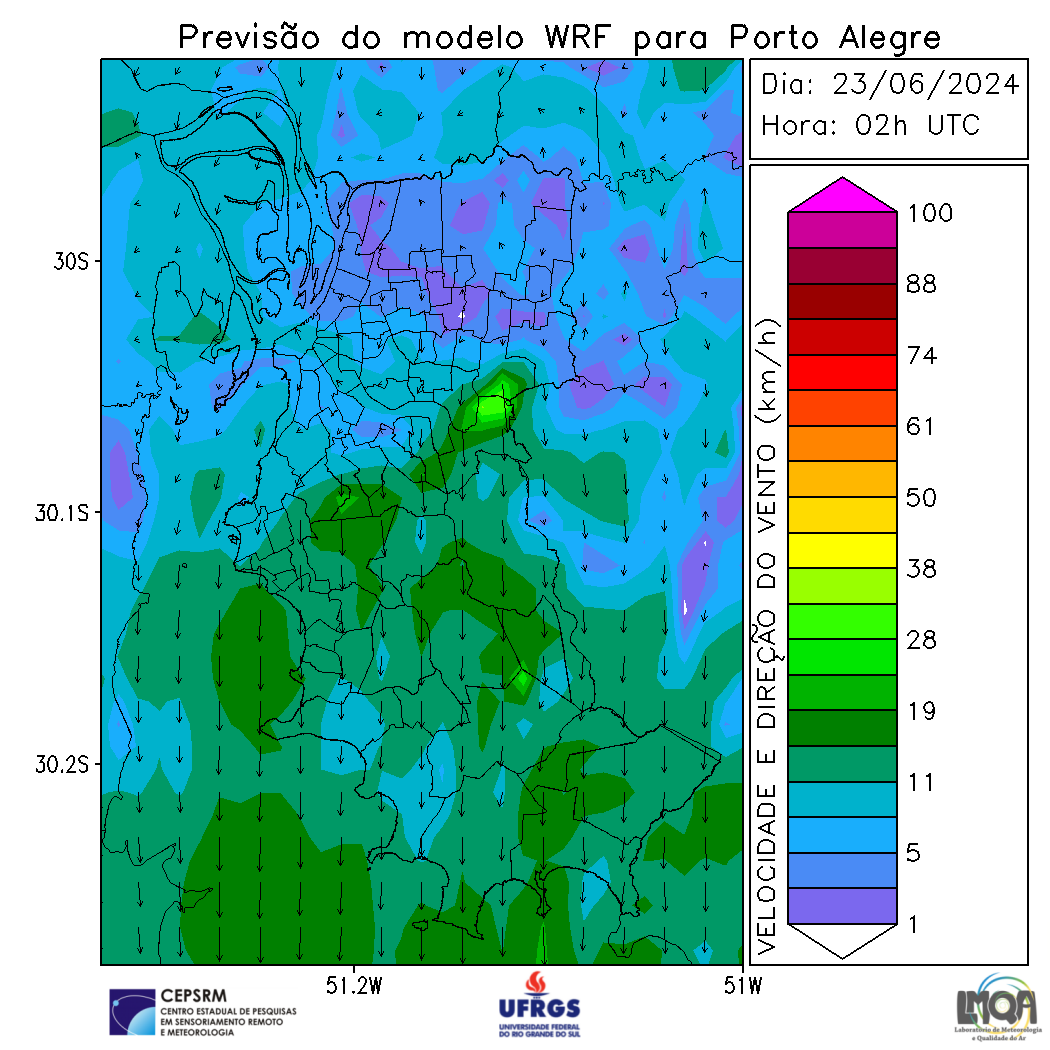 Previsão do modelo WRF para Porto Alegre
Dia: 23/06/2024
Hora: 02h UTC
30S
30.1S
30.2S
51.2W
51W
VELOCIDADE E DIREÇÃO DO VENTO (km/h)
100
88
74
61
50
38
28
19
11
5
1
CEPSRM
CENTRO ESTADUAL DE PESQUISAS
EM SENSORIAMENTO REMOTO
E METEOROLOGIA
UFRGS
UNIVERSIDADE FEDERAL
DO RIO GRANDE DO SUL
LMQA
Laboratório de Meteorologia
e Qualidade do Ar